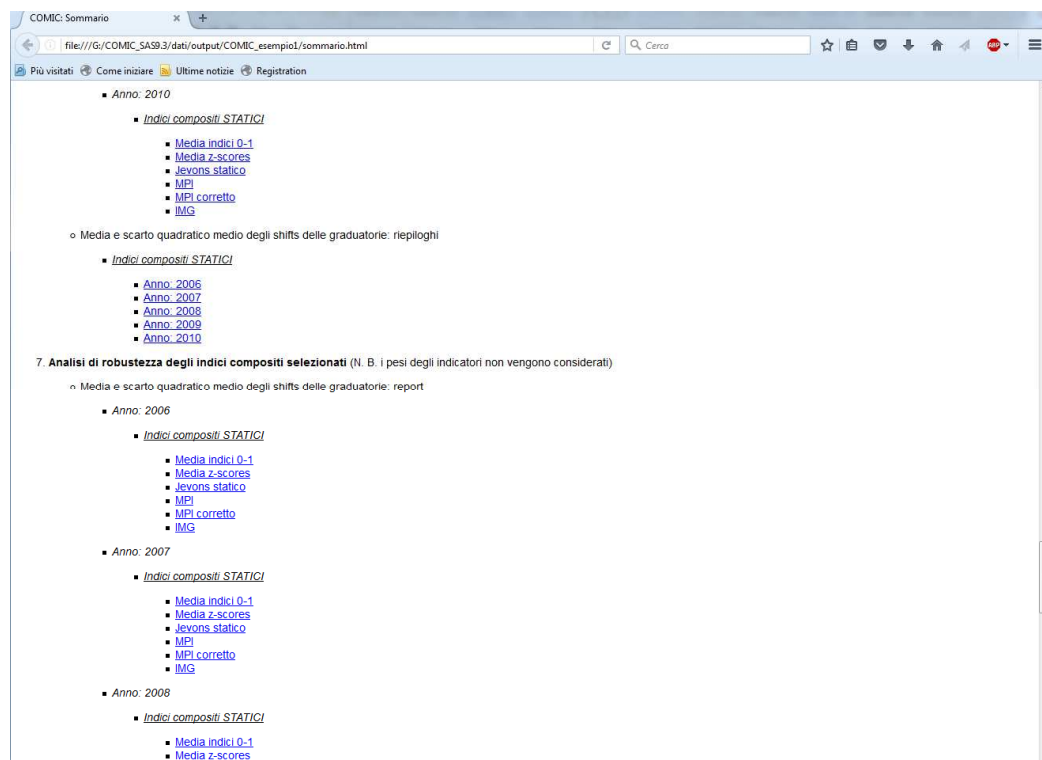 COMIC: Sommario
file:///G:/COMIC_SAS9.3/dati/output/COMIC_esempio1/sommario.html
Cerca
ABP
Più visitati Come iniziare Ultime notizie Registration
Anno: 2010
Indici compositi STATICI
Media indici 0-1
Media z-scores
Jevons statico
MPI
MPI corretto
IMG
Media e scarto quadratico medio degli shifts delle graduatorie: riepiloghi
Indici compositi STATICI
Anno: 2006
Anno: 2007
Anno: 2008
Anno: 2009
Anno: 2010
7. Analisi di robustezza degli indici compositi selezionati (N. B. i pesi degli indicatori non vengono considerati)
Media e scarto quadratico medio degli shifts delle graduatorie: report
Anno: 2006
Indici compositi STATICI
Media indici 0-1
Media z-scores
Jevons statico
MPI
MPI corretto
IMG
Anno: 2007
Indici compositi STATICI
Media indici 0-1
Media z-scores
Jevons statico
MPI
MPI corretto
IMG
Anno: 2008
Indici compositi STATICI
Media indici 0-1
Media z-scores